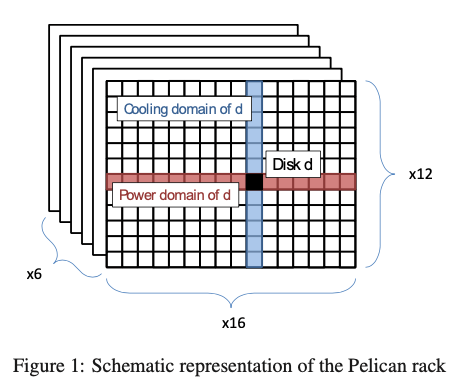 Cooling domain of d
Disk d
x12
Power domain of d
x6
x16
Figure 1: Schematic representation of the Pelican rack